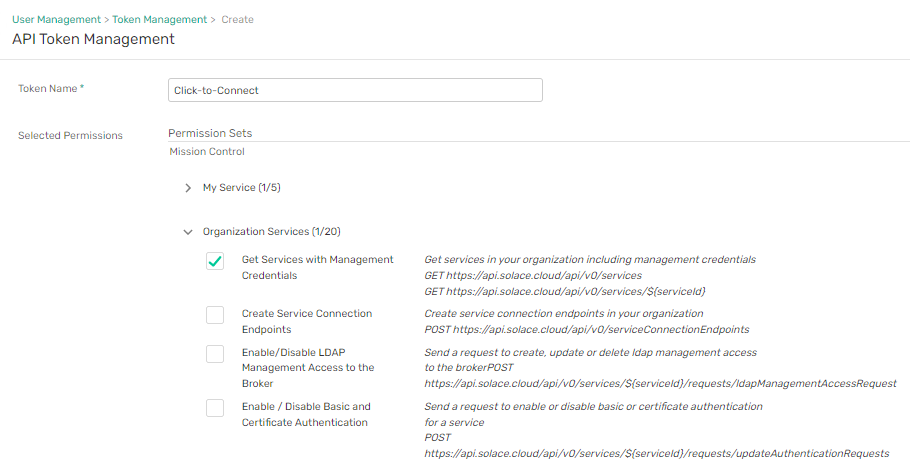 User Management > Token Management > Create
API Token Management
Token Name *
Click-to-Connect
Selected Permissions
Permission Sets
Mission Control
My Service (1/5)
Organization Services (1/20)
Get Services with Management
Credentials
Get services in your organization including management credentials
GET https://api.solace.cloud/api/v0/services
GET https://api.solace.cloud/api/v0/services/${serviceId}
Create Service Connection
Endpoints
Create service connection endpoints in your organization
POST https://api.solace.cloud/api/v0/serviceConnectionEndpoints
Enable/Disable LDAP
Management Access to the
Broker
Send a request to create, update or delete ldap management access
to the brokerPOST
https://api.solace.cloud/api/v0/services/${serviceId}/requests/ldapManagementAccessRequest
Enable / Disable Basic and
Certificate Authentication
Send a request to enable or disable basic or certificate authentication
for a service
POST
https://api.solace.cloud/api/v0/services/${serviceId}/requests/updateAuthenticationRequests